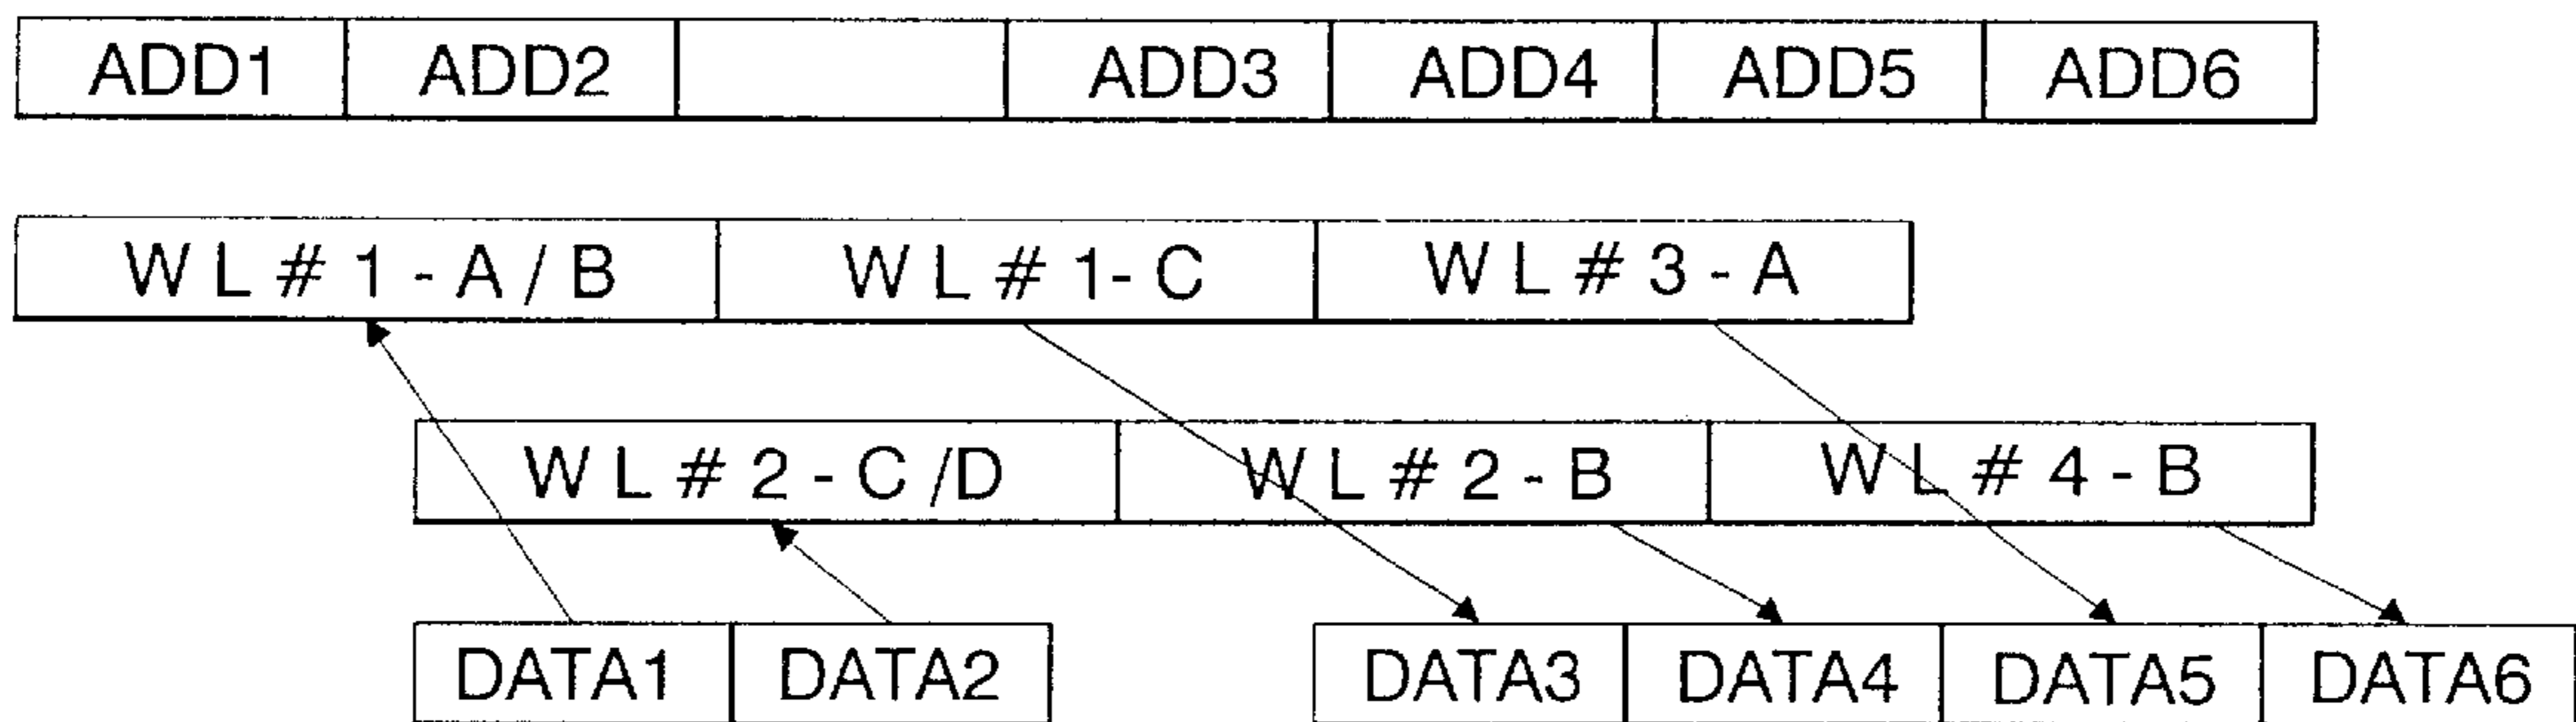 ADD1 ADD2 ADD3 ADD4 ADD5 ADD6
WL#1-A/B WL#1-C WL#3-A
WL#2-C/D WL#2-B WL#4-B
DATA1 DATA2 DATA3 DATA4 DATA5 DATA6